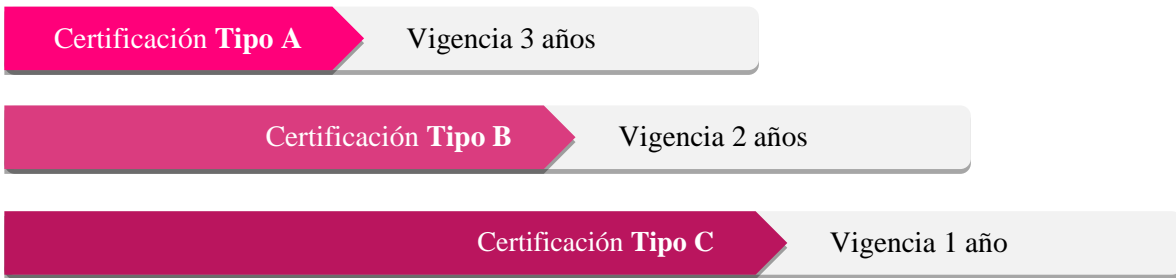 Certificación Tipo A Vigencia 3 años
Certificación Tipo B Vigencia 2 años
Certificación Tipo C Vigencia 1 año